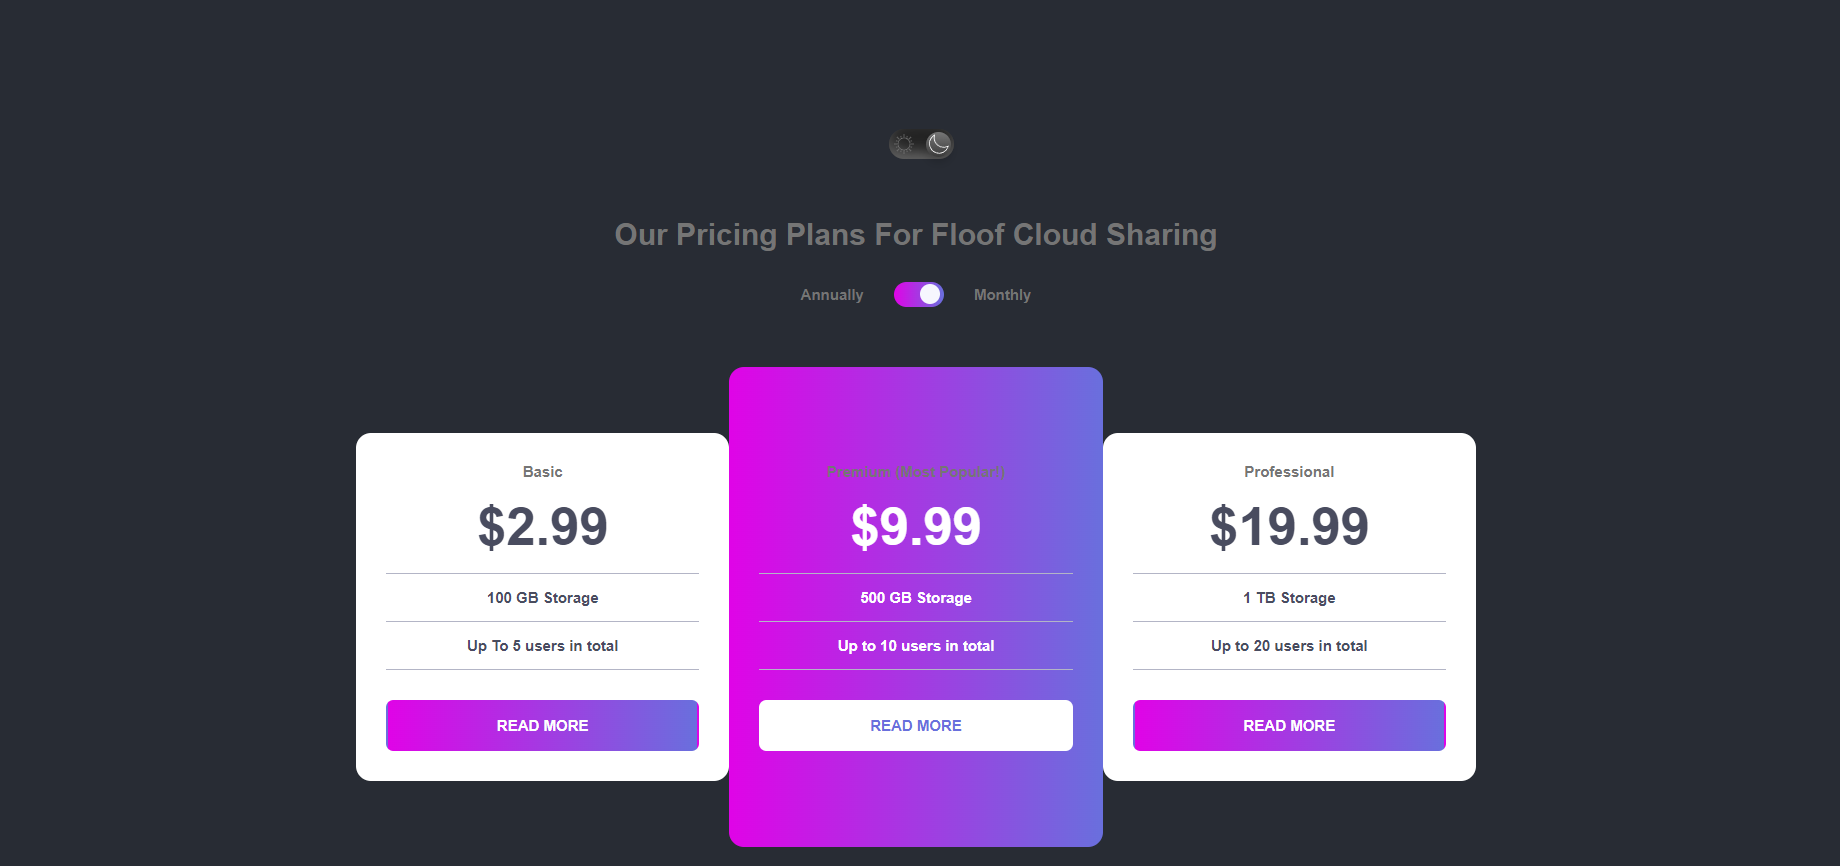 Our Pricing Plans For Floof Cloud Sharing
Annually
Monthly
Basic
$2.99
100 GB Storage
Up To 5 users in total
READ MORE
Premium (Most Popular!)
$9.99
500 GB Storage
Up to 10 users in total
READ MORE
Professional
$19.99
1 TB Storage
Up to 20 users in total
READ MORE